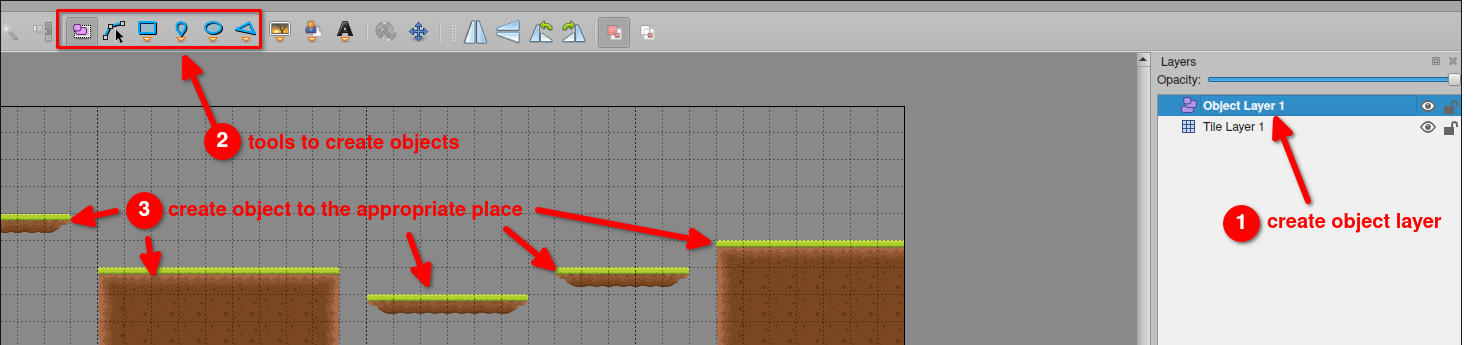 A
Layers
Opacity:
Object Layer 1
Tile Layer 1
2 tools to create objects
3 create object to the appropriate place
1 create object layer